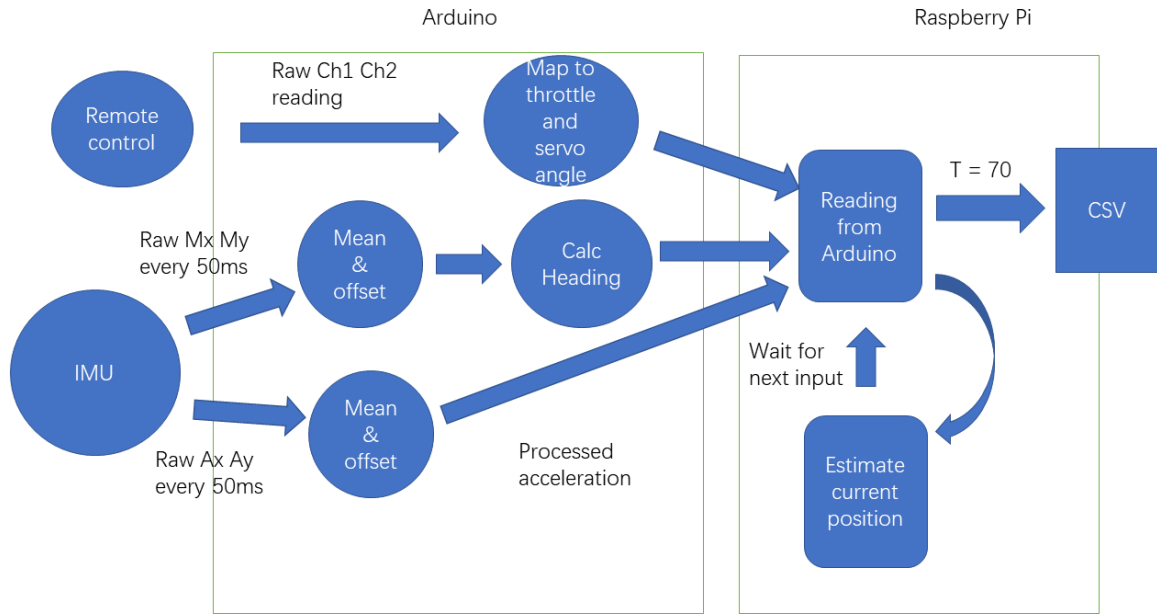 Arduino
Raspberry Pi
Remote
control
Raw Ch1 Ch2
reading
Map to
throttle
and
servo
angle
Raw Mx My
every 50ms
Mean
&
offset
Calc
Heading
Reading
from
Arduino
T = 70
CSV
IMU
Raw Ax Ay
every 50ms
Mean
&
offset
Processed
acceleration
Wait for
next input
Estimate
current
position